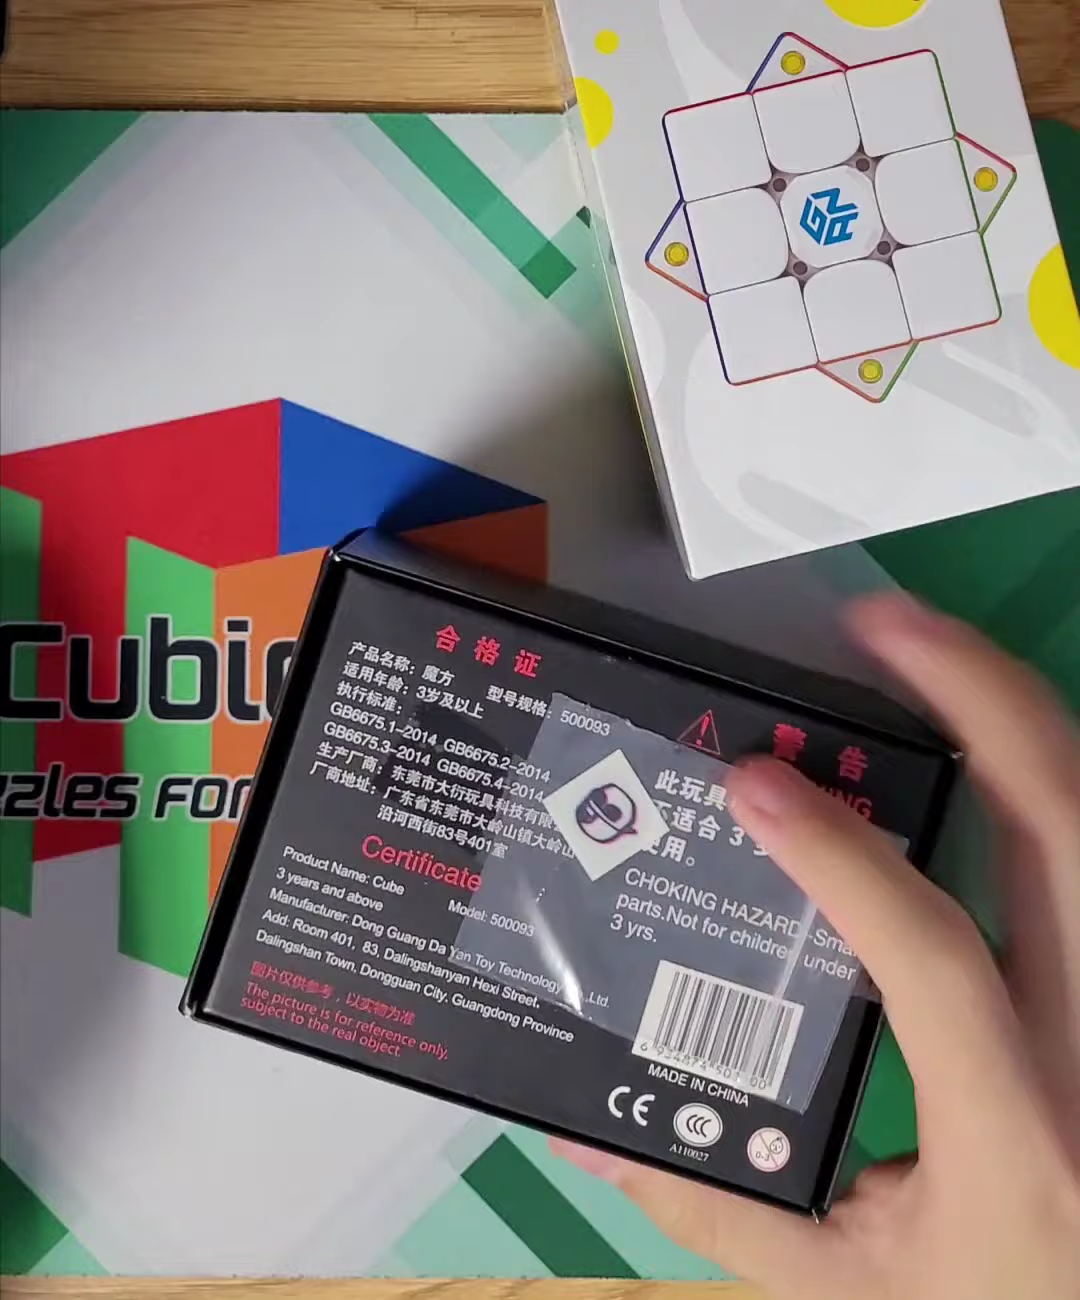 GAN
Cubic
zzles for
合格证
产品名称：魔方 型号规格：500093
适用年龄：3岁及以上
执行标准：
GB6675.1-2014 GB6675.2-2014
GB6675.3-2014 GB6675.4-2014
生产厂商：东莞市大衍玩具科技有限
厂商地址：广东省东莞市大岭山镇大岭山
沿河西街83号401室
Certificate
Product Name: Cube
3 years and above Model: 500093
Manufacturer: Dong Guang Da Yan Toy Technology Ltd.
Add: Room 401, 83, Dalingshanyan Hexi Street,
Dalingshan Town, Dongguan City, Guangdong Province
图片仅供参考，以实物为准
The picture is for reference only,
subject to the real object.
警告
此玩具
不适合 3
使用。
CHOKING HAZARD-Sma
parts.Not for children under
3 yrs.
MADE IN CHINA
CE
CCC
A110027
0-3